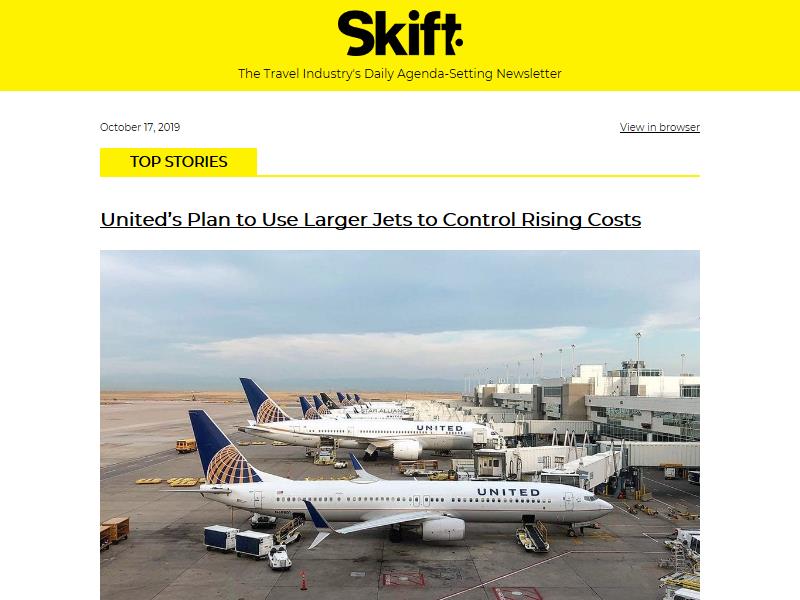 Skift.
The Travel Industry's Daily Agenda-Setting Newsletter
October 17, 2019
View in browser
TOP STORIES
United’s Plan to Use Larger Jets to Control Rising Costs
STAR ALLIANCE
UNITED
UNITED